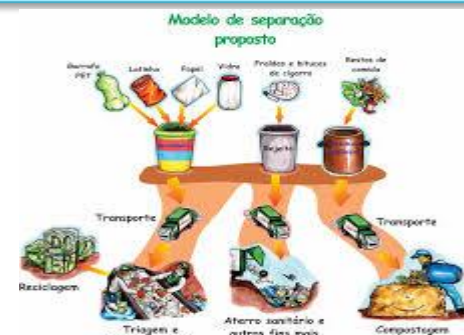 Modelo de separação
proposto
Garrafa
PET
Latinha
Papel
Vidro
Fraldas e bitucas
de cigarro
Restos de
comida
Rejeito
Transporte
Transporte
Reciclagem
Triagem e
Aterro sanitário e
outros fins mais
Compostagem